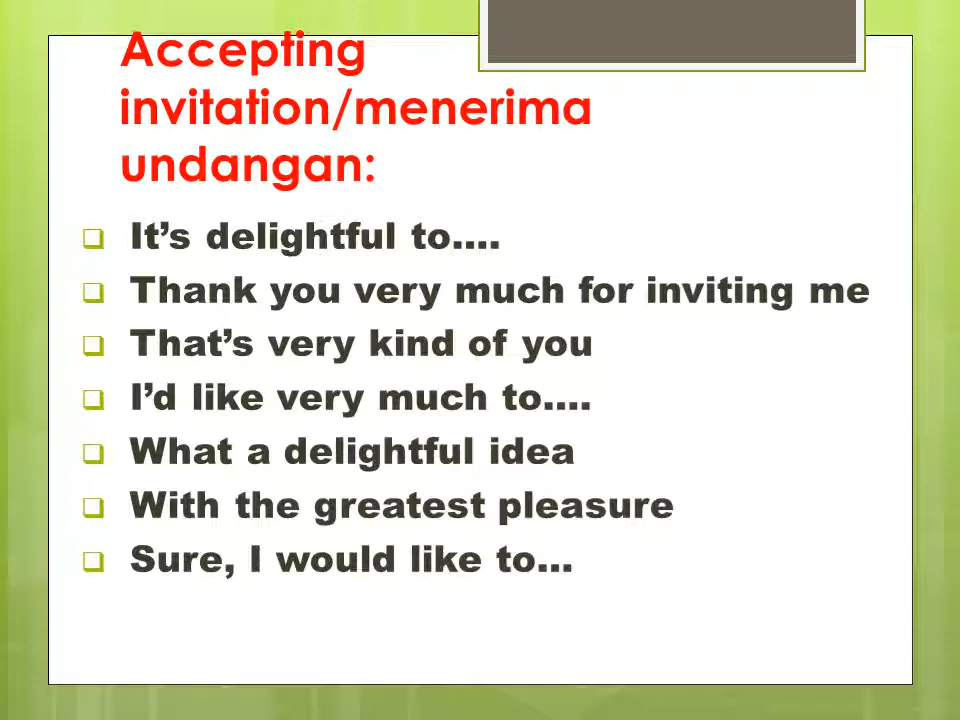 Accepting
invitation/menerima
undangan:
It’s delightful to….
Thank you very much for inviting me
That’s very kind of you
I’d like very much to….
What a delightful idea
With the greatest pleasure
Sure, I would like to…